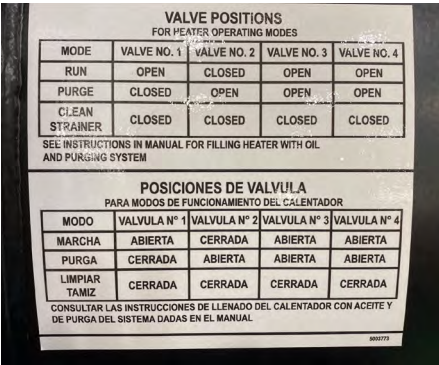 VALVE POSITIONS
FOR HEATER OPERATING MODES
MODE VALVE NO. 1 VALVE NO. 2 VALVE NO. 3 VALVE NO. 4
RUN OPEN CLOSED OPEN OPEN
PURGE CLOSED OPEN OPEN OPEN
CLEAN STRAINER CLOSED CLOSED CLOSED CLOSED
SEE INSTRUCTIONS IN MANUAL FOR FILLING HEATER WITH OIL
AND PURGING SYSTEM
POSICIONES DE VALVULA
PARA MODOS DE FUNCIONAMIENTO DEL CALENTADOR
MODO VALVULA N° 1 VALVULA N° 2 VALVULA N° 3 VALVULA N° 4
MARCHA ABIERTA CERRADA ABIERTA ABIERTA
PURGA CERRADA ABIERTA ABIERTA ABIERTA
LIMPIAR TAMIZ CERRADA CERRADA CERRADA CERRADA
CONSULTAR LAS INSTRUCCIONES DE LLENADO DEL CALENTADOR CON ACEITE Y
DE PURGA DEL SISTEMA DADAS EN EL MANUAL